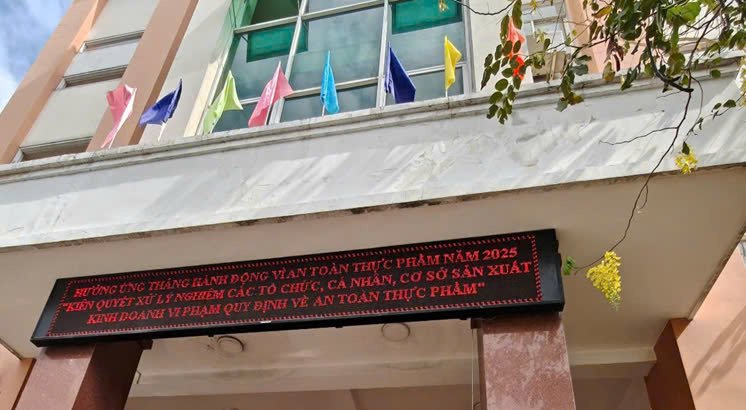 HƯỞNG ỨNG THÁNG HÀNH ĐỘNG VÌ AN TOÀN THỰC PHẨM NĂM 2025
"KIÊN QUYẾT XỬ LÝ NGHIÊM CÁC TỔ CHỨC, CÁ NHÂN, CƠ SỞ SẢN XUẤT
KINH DOANH VI PHẠM QUY ĐỊNH VỀ AN TOÀN THỰC PHẨM"